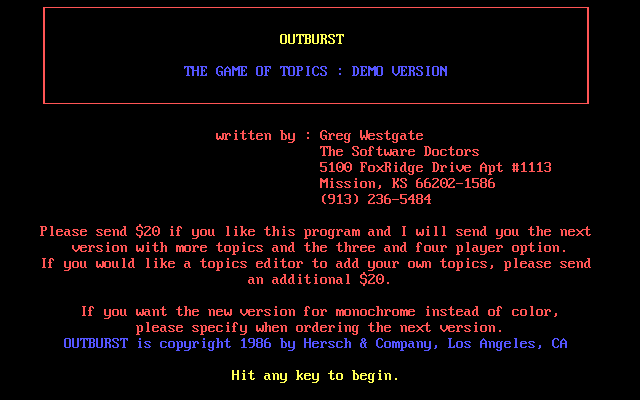 OUTBURST
THE GAME OF TOPICS : DEMO VERSION
written by : Greg Westgate
The Software Doctors
5100 FoxRidge Drive Apt #1113
Mission, KS 66202-1586
(913) 236-5484
Please send $20 if you like this program and I will send you the next
version with more topics and the three and four player option.
If you would like a topics editor to add your own topics, please send
an additional $20.
If you want the new version for monochrome instead of color,
please specify when ordering the next version.
OUTBURST is copyright 1986 by Hersch & Company, Los Angeles, CA
Hit any key to begin.